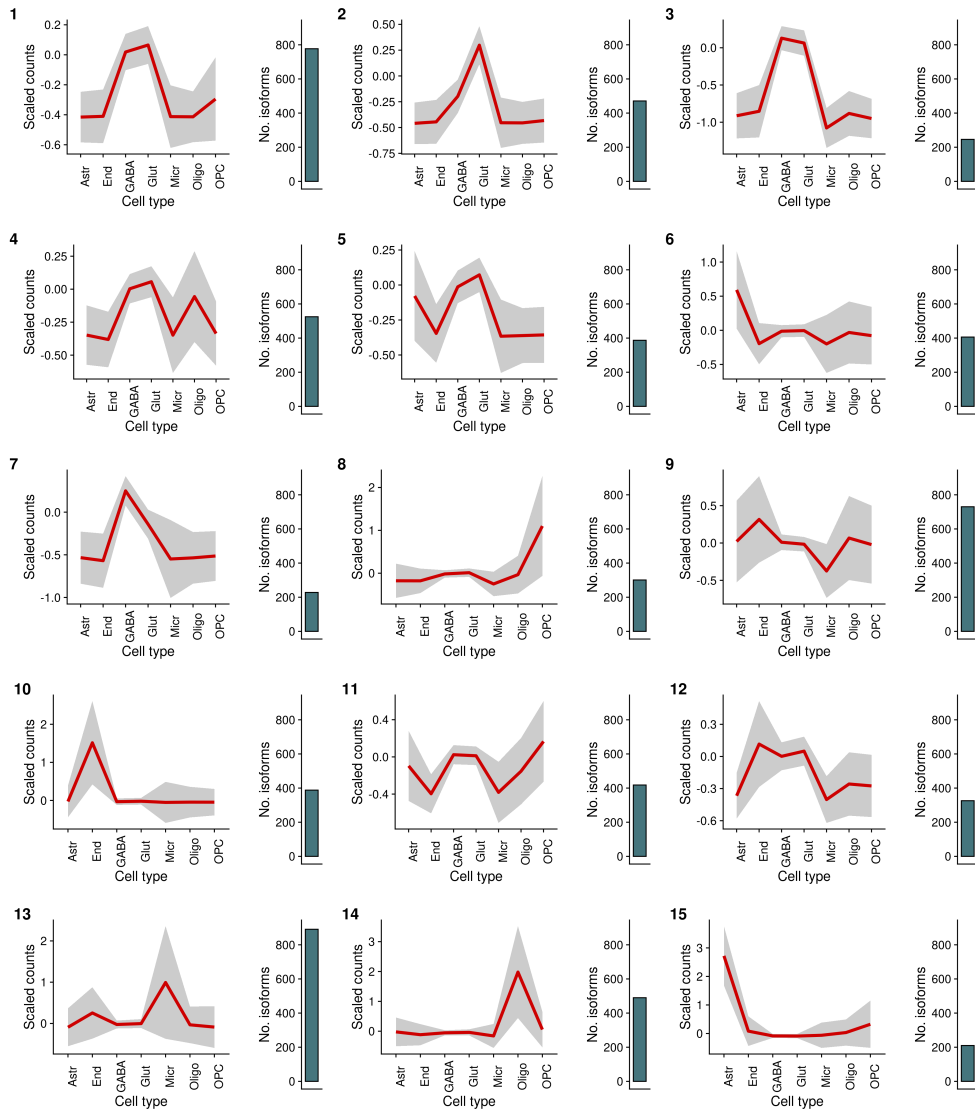 1
Scaled counts
0.2
0.0
-0.2
-0.4
-0.6
Astr
End
GABA
Glut
Micr
Oligo
OPC
Cell type
No. isoforms
800
600
400
200
0
2
Scaled counts
0.50
0.25
0.00
-0.25
-0.50
-0.75
Astr
End
GABA
Glut
Micr
Oligo
OPC
Cell type
No. isoforms
800
600
400
200
0
3
Scaled counts
0.0
-0.5
-1.0
Astr
End
GABA
Glut
Micr
Oligo
OPC
Cell type
No. isoforms
800
600
400
200
0
4
Scaled counts
0.25
0.00
-0.25
-0.50
Astr
End
GABA
Glut
Micr
Oligo
OPC
Cell type
No. isoforms
800
600
400
200
0
5
Scaled counts
0.25
0.00
-0.25
-0.50
Astr
End
GABA
Glut
Micr
Oligo
OPC
Cell type
No. isoforms
800
600
400
200
0
6
Scaled counts
1.0
0.5
0.0
-0.5
Astr
End
GABA
Glut
Micr
Oligo
OPC
Cell type
No. isoforms
800
600
400
200
0
7
Scaled counts
0.0
-0.5
-1.0
Astr
End
GABA
Glut
Micr
Oligo
OPC
Cell type
No. isoforms
800
600
400
200
0
8
Scaled counts
2
1
0
Astr
End
GABA
Glut
Micr
Oligo
OPC
Cell type
No. isoforms
800
600
400
200
0
9
Scaled counts
0.5
0.0
-0.5
Astr
End
GABA
Glut
Micr
Oligo
OPC
Cell type
No. isoforms
800
600
400
200
0
10
Scaled counts
2
1
0
Astr
End
GABA
Glut
Micr
Oligo
OPC
Cell type
No. isoforms
800
600
400
200
0
11
Scaled counts
0.4
0.0
-0.4
Astr
End
GABA
Glut
Micr
Oligo
OPC
Cell type
No. isoforms
800
600
400
200
0
12
Scaled counts
0.3
0.0
-0.3
-0.6
Astr
End
GABA
Glut
Micr
Oligo
OPC
Cell type
No. isoforms
800
600
400
200
0
13
Scaled counts
2
1
0
Astr
End
GABA
Glut
Micr
Oligo
OPC
Cell type
No. isoforms
800
600
400
200
0
14
Scaled counts
3
2
1
0
Astr
End
GABA
Glut
Micr
Oligo
OPC
Cell type
No. isoforms
800
600
400
200
0
15
Scaled counts
3
2
1
0
Astr
End
GABA
Glut
Micr
Oligo
OPC
Cell type
No. isoforms
800
600
400
200
0